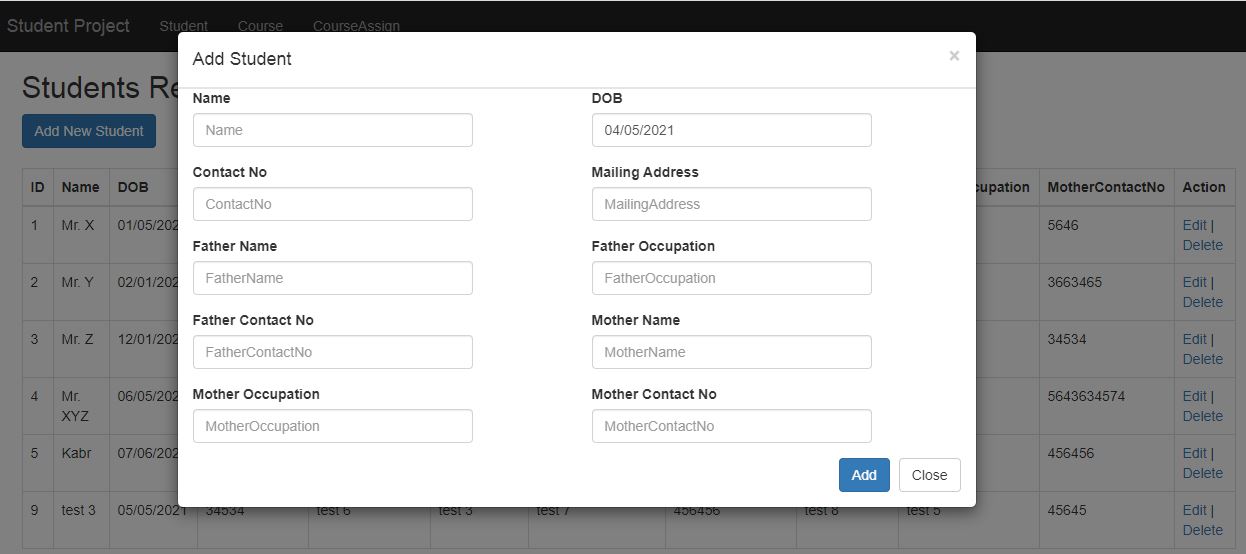 Student Project Student Course CourseAssign
Add Student ×
Students Re
Name DOB
Name 04/05/2021
Add New Student
Contact No Mailing Address
ContactNo MailingAddress
ID Name DOB cupation MotherContactNo Action
1 Mr. X 01/05/202 5646 Edit |
Delete
Father Name Father Occupation
FatherName FatherOccupation
2 Mr. Y 02/01/202 3663465 Edit |
Delete
Father Contact No Mother Name
3 Mr. Z 12/01/202 34534 Edit |
FatherContactNo MotherName
Delete
Mother Occupation Mother Contact No
4 Mr. 06/05/202 5643634574 Edit |
XYZ Delete
MotherOccupation MotherContactNo
5 Kabr 07/06/202 456456 Edit |
Delete
Add Close
9 test 3 05/05/2021 34534 test 6 test 3 test 7 456456 test 8 test 5 45645 Edit |
Delete